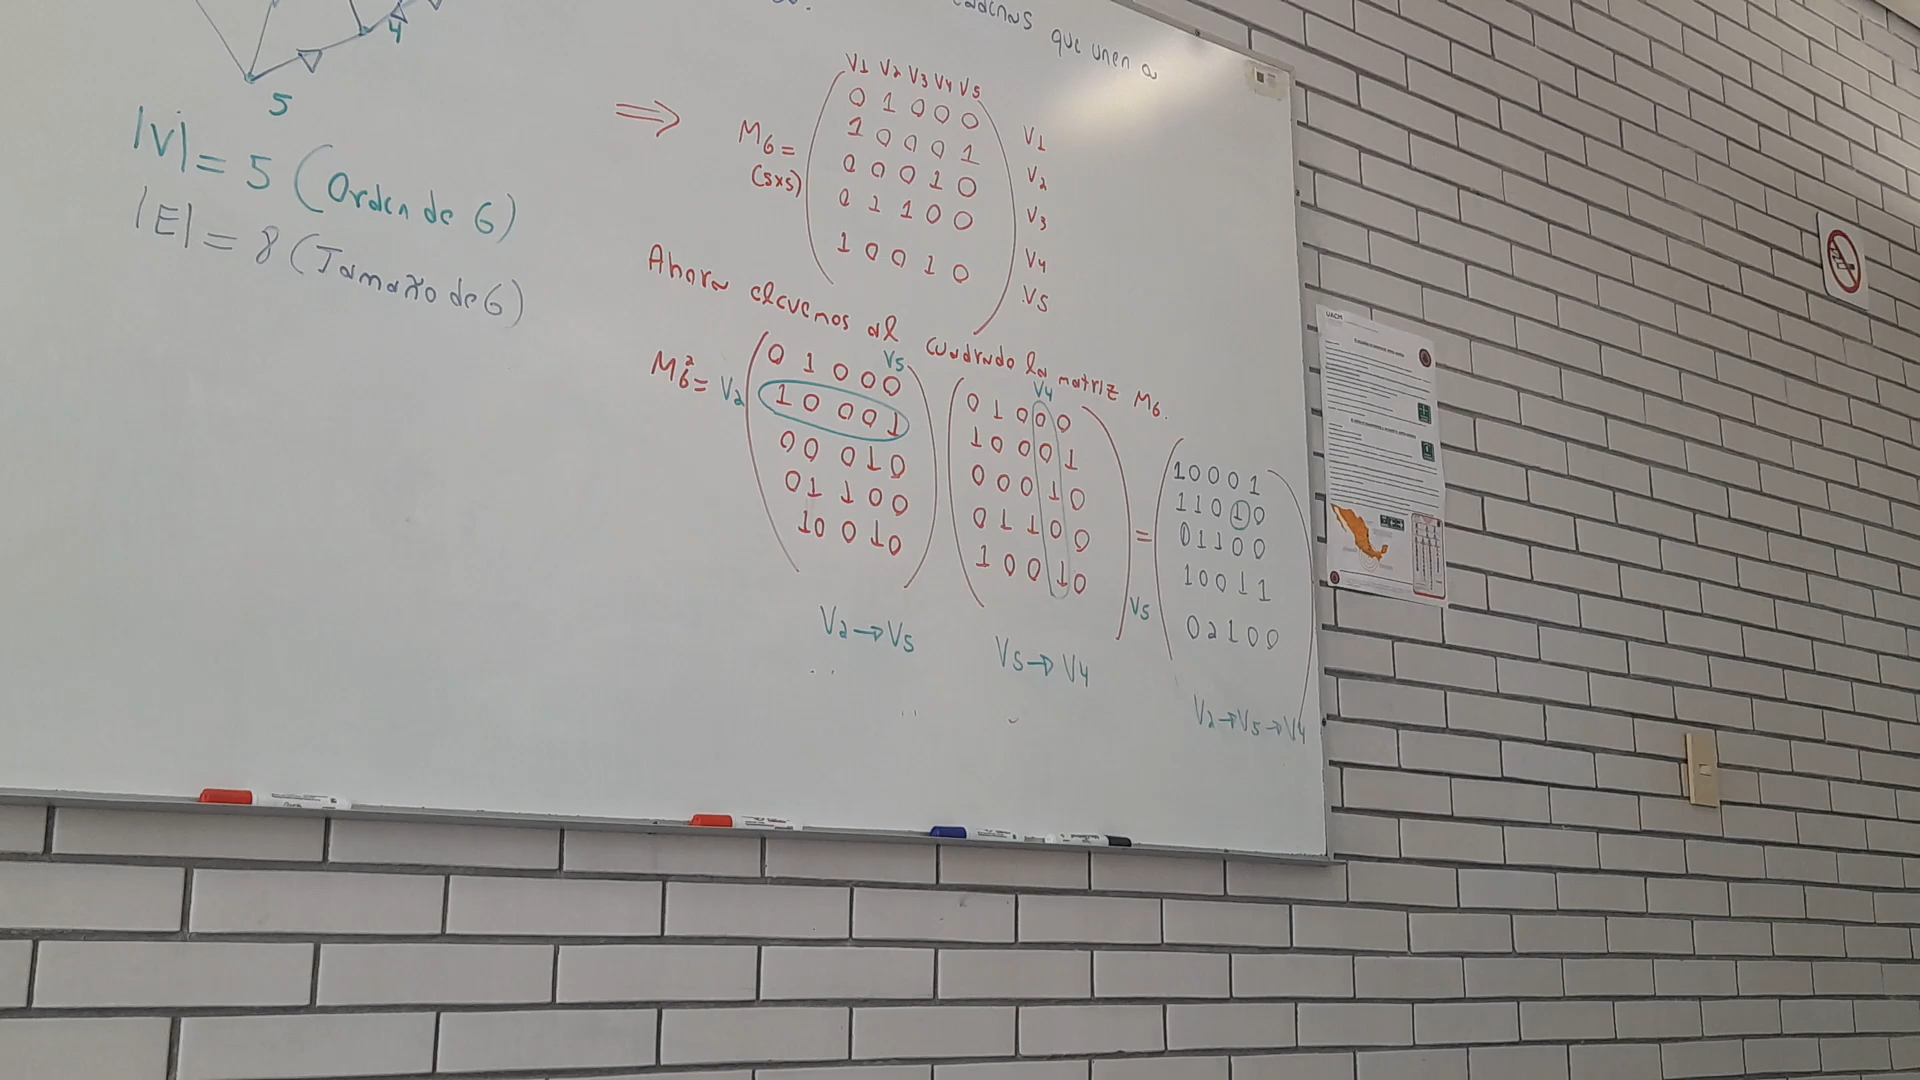 cadenas que unen a
4
5
|V| = 5 (Orden de G)
|E| = 8 (Tamaño de G)
⇒
V1 V2 V3 V4 V5
MG =
(5x5)
0 1 0 0 0 V1
1 0 0 0 1 V2
0 0 0 1 0 V3
0 1 1 0 0 V4
1 0 0 1 0 V5
Ahora elevemos al cuadrado la matriz MG.
M²G =
V5
V4
V2
0 1 0 0 0
1 0 0 0 1
0 0 0 1 0
0 1 1 0 0
1 0 0 1 0
0 1 0 0 0
1 0 0 0 1
0 0 0 1 0
0 1 1 0 0
1 0 0 1 0
=
V5
1 0 0 0 1
1 1 0 1 0
0 1 1 0 0
1 0 0 1 1
0 2 1 0 0
V2→V5
V5→V4
V2→V5→V4
UACM